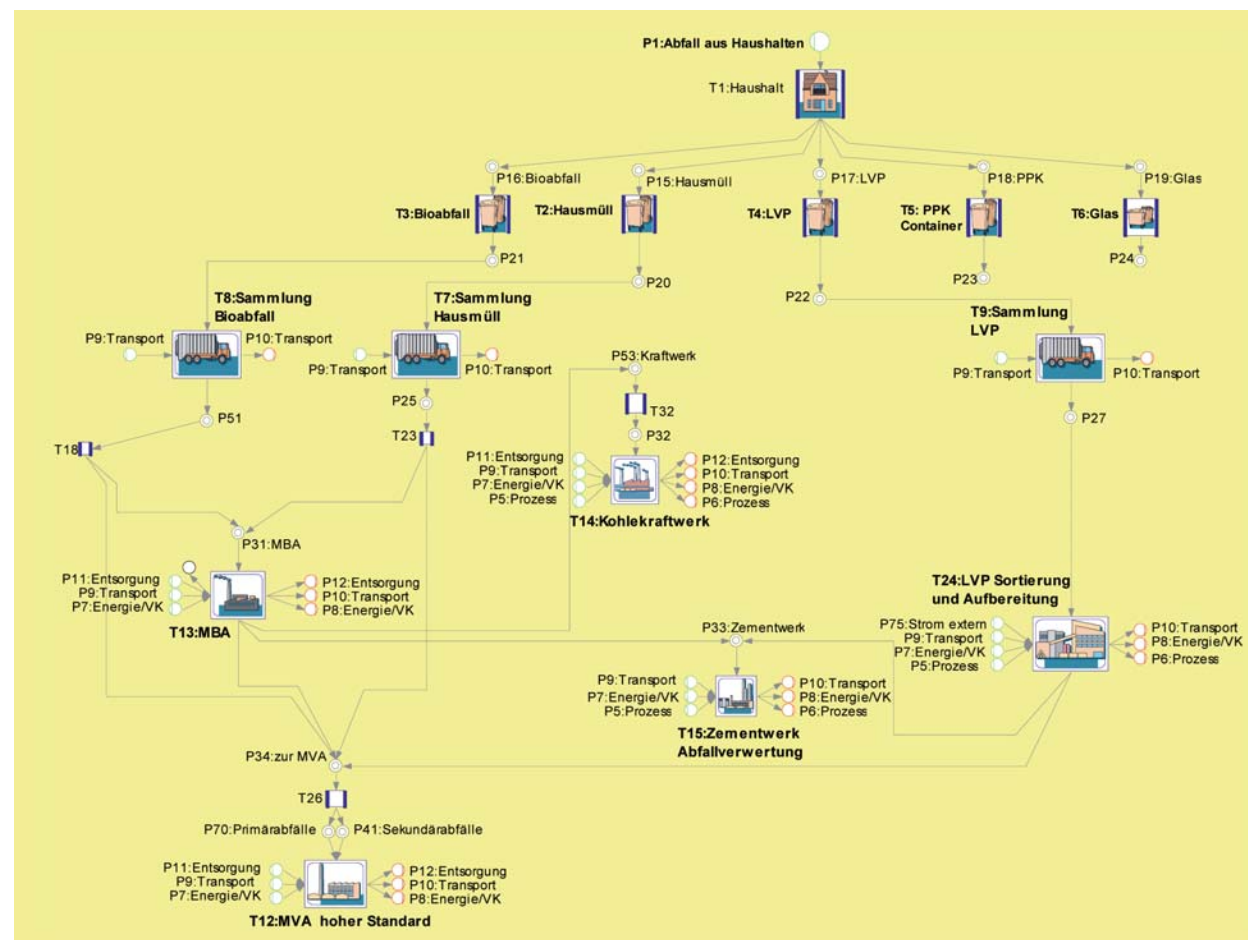 P1:Abfall aus Haushalten
T1:Haushalt
P16:Bioabfall
P15:Hausmüll
P17:LVP
P18:PPK
P19:Glas
T3:Bioabfall
T2:Hausmüll
T4:LVP
T5: PPK
Container
T6:Glas
P21
P20
P22
P23
P24
T8:Sammlung
Bioabfall
T7:Sammlung
Hausmüll
T9:Sammlung
LVP
P9:Transport
P10:Transport
P9:Transport
P10:Transport
P9:Transport
P10:Transport
P53:Kraftwerk
P51
P25
T32
P27
T18
T23
P32
P11:Entsorgung
P9:Transport
P7:Energie/VK
P5:Prozess
P12:Entsorgung
P10:Transport
P8:Energie/VK
P6:Prozess
T14:Kohlekraftwerk
P31:MBA
P11:Entsorgung
P9:Transport
P7:Energie/VK
P12:Entsorgung
P10:Transport
P8:Energie/VK
T13:MBA
T24:LVP Sortierung
und Aufbereitung
P75:Strom extern
P9:Transport
P7:Energie/VK
P5:Prozess
P10:Transport
P8:Energie/VK
P6:Prozess
P33:Zementwerk
P9:Transport
P7:Energie/VK
P5:Prozess
P10:Transport
P8:Energie/VK
P6:Prozess
T15:Zementwerk
Abfallverwertung
P34:zur MVA
T26
P70:Primärabfälle
P41:Sekundärabfälle
P11:Entsorgung
P9:Transport
P7:Energie/VK
P12:Entsorgung
P10:Transport
P8:Energie/VK
T12:MVA hoher Standard